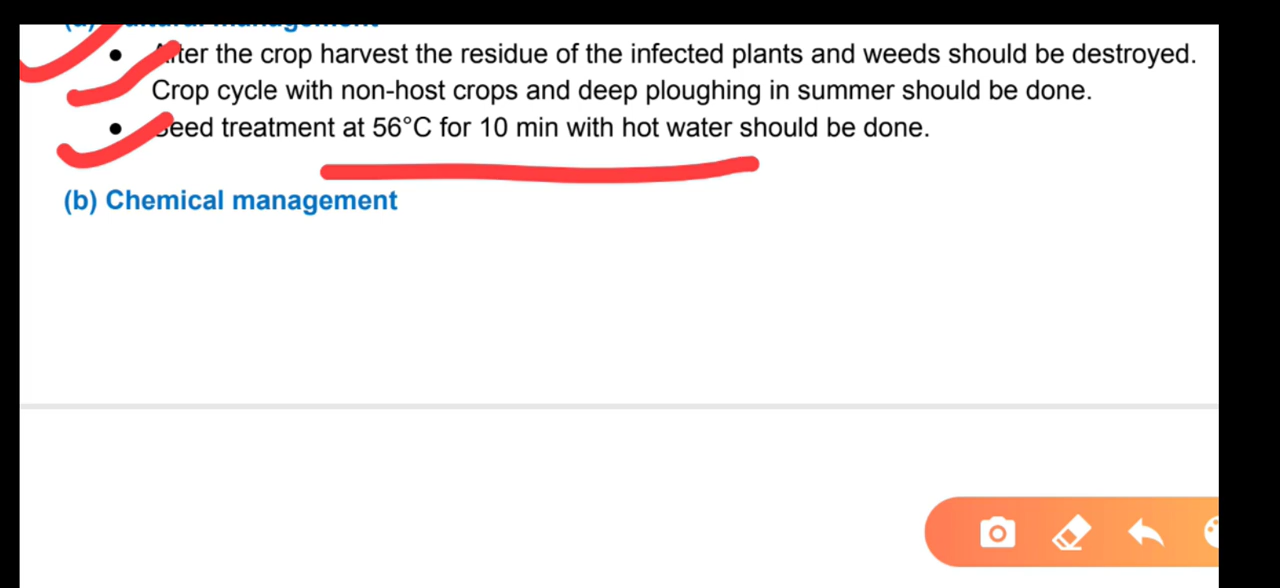 After the crop harvest the residue of the infected plants and weeds should be destroyed.
Crop cycle with non-host crops and deep ploughing in summer should be done.
Seed treatment at 56°C for 10 min with hot water should be done.
(b) Chemical management